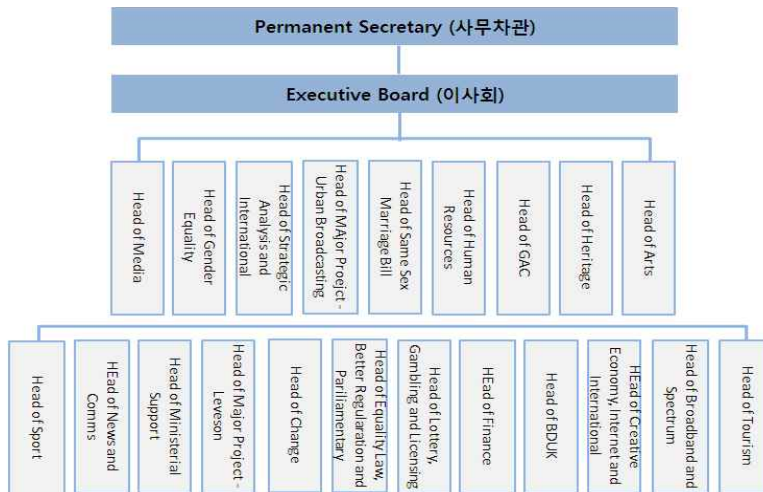 Permanent Secretary (사무차관)
Executive Board (이사회)
Head of Media
Head of Gender
Equality
Head of Strategic
Analysis and
International
Head of MAjor Proejct -
Urban Broadcasting
Head of Same Sex
Marriage Bill
Head of Human
Resources
Head of GAC
Head of Heritage
Head of Arts
Head of Sport
HEad of News and
Comms
Head of Ministerial
Support
Head of Major Project -
Leveson
Head of Change
Head of Equality Law,
Better Regularation and
Pariliamentary
Head of Lottery,
Gambling and Licensing
HEad of Finance
Head of BDUK
HEad of Creative
Economy, Internet and
International
Head of Broadband and
Spectrum
Head of Tourism